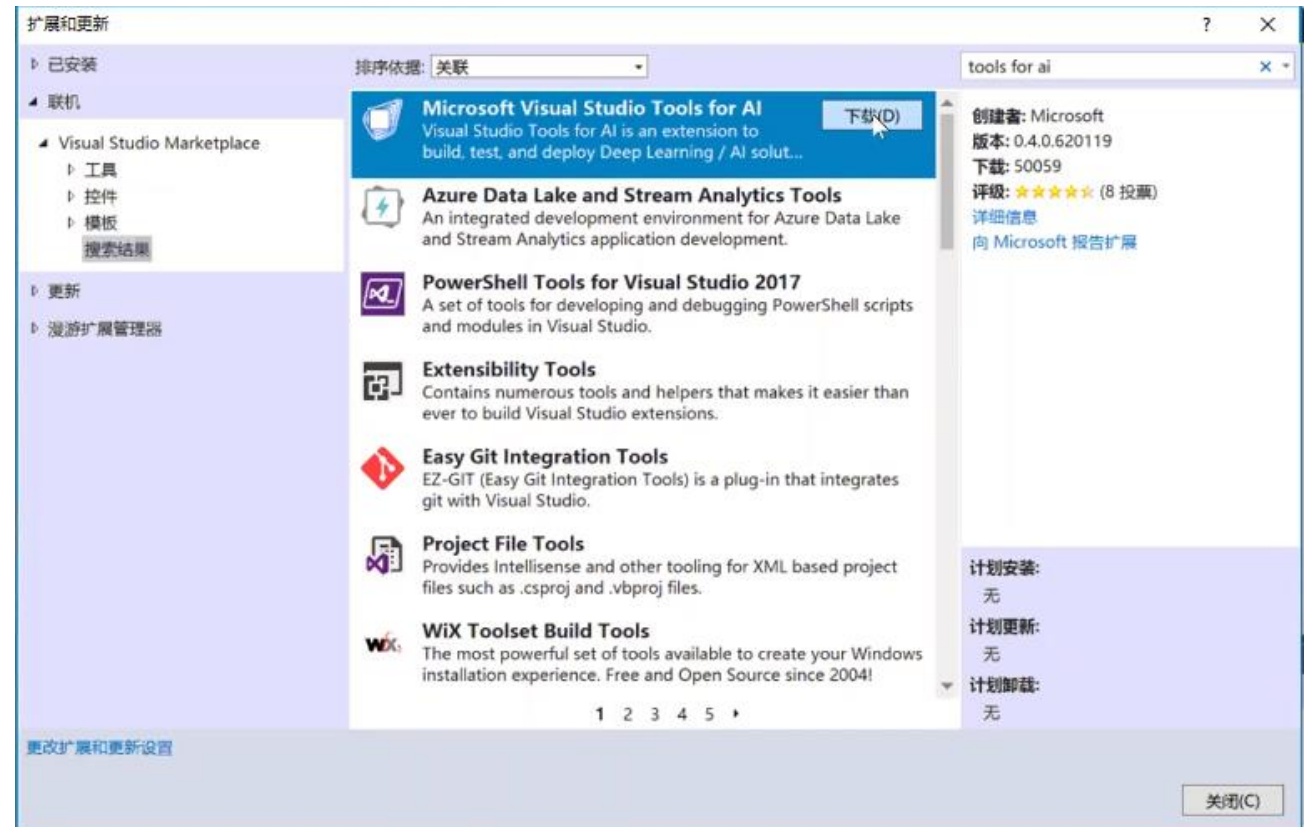 扩展和更新
?
已安装
联机
Visual Studio Marketplace
工具
控件
模板
搜索结果
更新
漫游扩展管理器
排序依据: 关联
Microsoft Visual Studio Tools for AI
下载(D)
Visual Studio Tools for AI is an extension to
build, test, and deploy Deep Learning / AI solut...
Azure Data Lake and Stream Analytics Tools
An integrated development environment for Azure Data Lake
and Stream Analytics application development.
PowerShell Tools for Visual Studio 2017
A set of tools for developing and debugging PowerShell scripts
and modules in Visual Studio.
Extensibility Tools
Contains numerous tools and helpers that makes it easier than
ever to build Visual Studio extensions.
Easy Git Integration Tools
EZ-GIT (Easy Git Integration Tools) is a plug-in that integrates
git with Visual Studio.
Project File Tools
Provides Intellisense and other tooling for XML based project
files such as .csproj and .vbproj files.
WiX
WiX Toolset Build Tools
The most powerful set of tools available to create your Windows
installation experience. Free and Open Source since 2004!
1 2 3 4 5
tools for ai
创建者: Microsoft
版本: 0.4.0.620119
下载: 50059
评级: (8 投票)
详细信息
向 Microsoft 报告扩展
计划安装:
无
计划更新:
无
计划卸载:
无
更改扩展和更新设置
关闭(C)